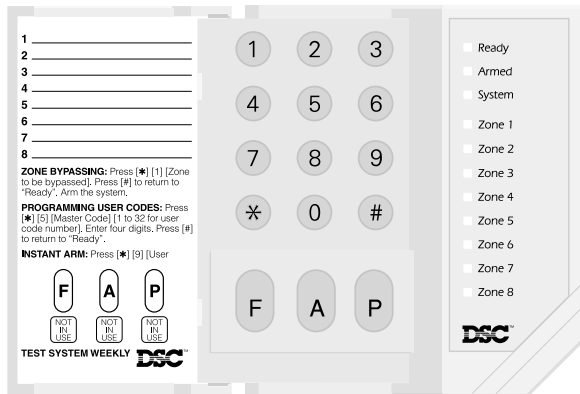 1
2
3
4
5
6
7
8
ZONE BYPASSING: Press [✱] [1] [Zone
to be bypassed]. Press [#] to return to
"Ready". Arm the system.
PROGRAMMING USER CODES: Press
[✱] [5] [Master Code] [1 to 32 for user
code number]. Enter four digits. Press [#]
to return to "Ready".
INSTANT ARM: Press [✱] [9] [User
F A P
NOT IN USE NOT IN USE NOT IN USE
TEST SYSTEM WEEKLY DSC™
1 2 3
4 5 6
7 8 9
* 0 #
F A P
Ready
Armed
System
Zone 1
Zone 2
Zone 3
Zone 4
Zone 5
Zone 6
Zone 7
Zone 8
DSC™